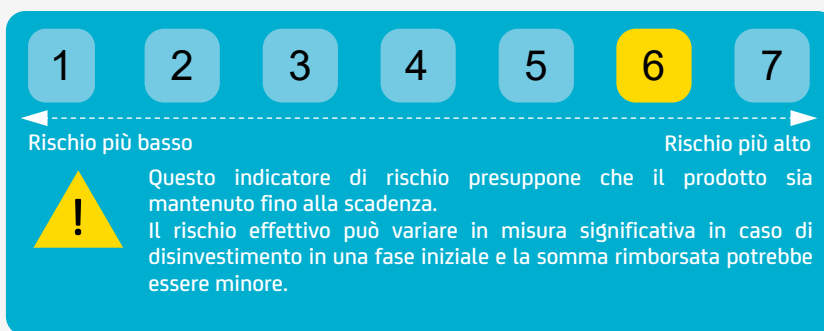 1 2 3 4 5 6 7
Rischio più basso Rischio più alto
!
Questo indicatore di rischio presuppone che il prodotto sia
mantenuto fino alla scadenza.
Il rischio effettivo può variare in misura significativa in caso di
disinvestimento in una fase iniziale e la somma rimborsata potrebbe
essere minore.